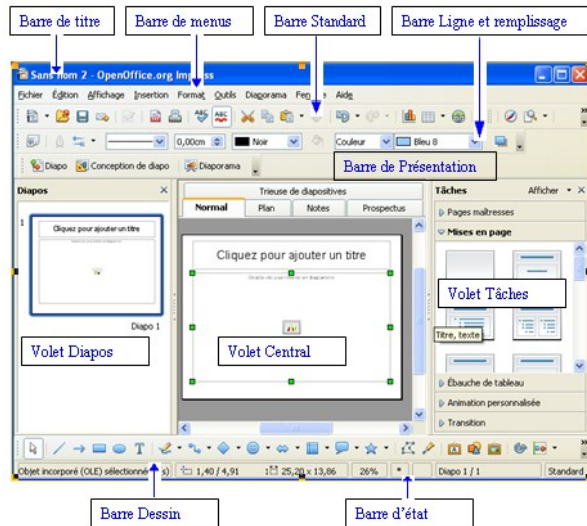 Barre de titre
Barre de menus
Barre Standard
Barre Ligne et remplissage
Sans nom 2 - OpenOffice.org Impress
Fichier Édition Affichage Insertion Format Outils Diaporama Fenêtre Aide
0,00cm Noir Couleur Bleu 8
Diapo Conception de diapo Diaporama
Barre de Présentation
Diapos
Trieuse de diapositives
Normal Plan Notes Prospectus
Tâches Afficher
Pages maîtresses
Mises en page
1
Cliquez pour ajouter un titre
Diapo 1
Cliquez pour ajouter un titre
Volet Diapos
Volet Central
Volet Tâches
Titre, texte
Ébauche de tableau
Animation personnalisée
Transition
Objet incorporé (OLE) sélectionné
1,40 / 4,91
25,20 x 13,86
26%
*
Diapo 1 / 1
Standard
Barre Dessin
Barre d'état